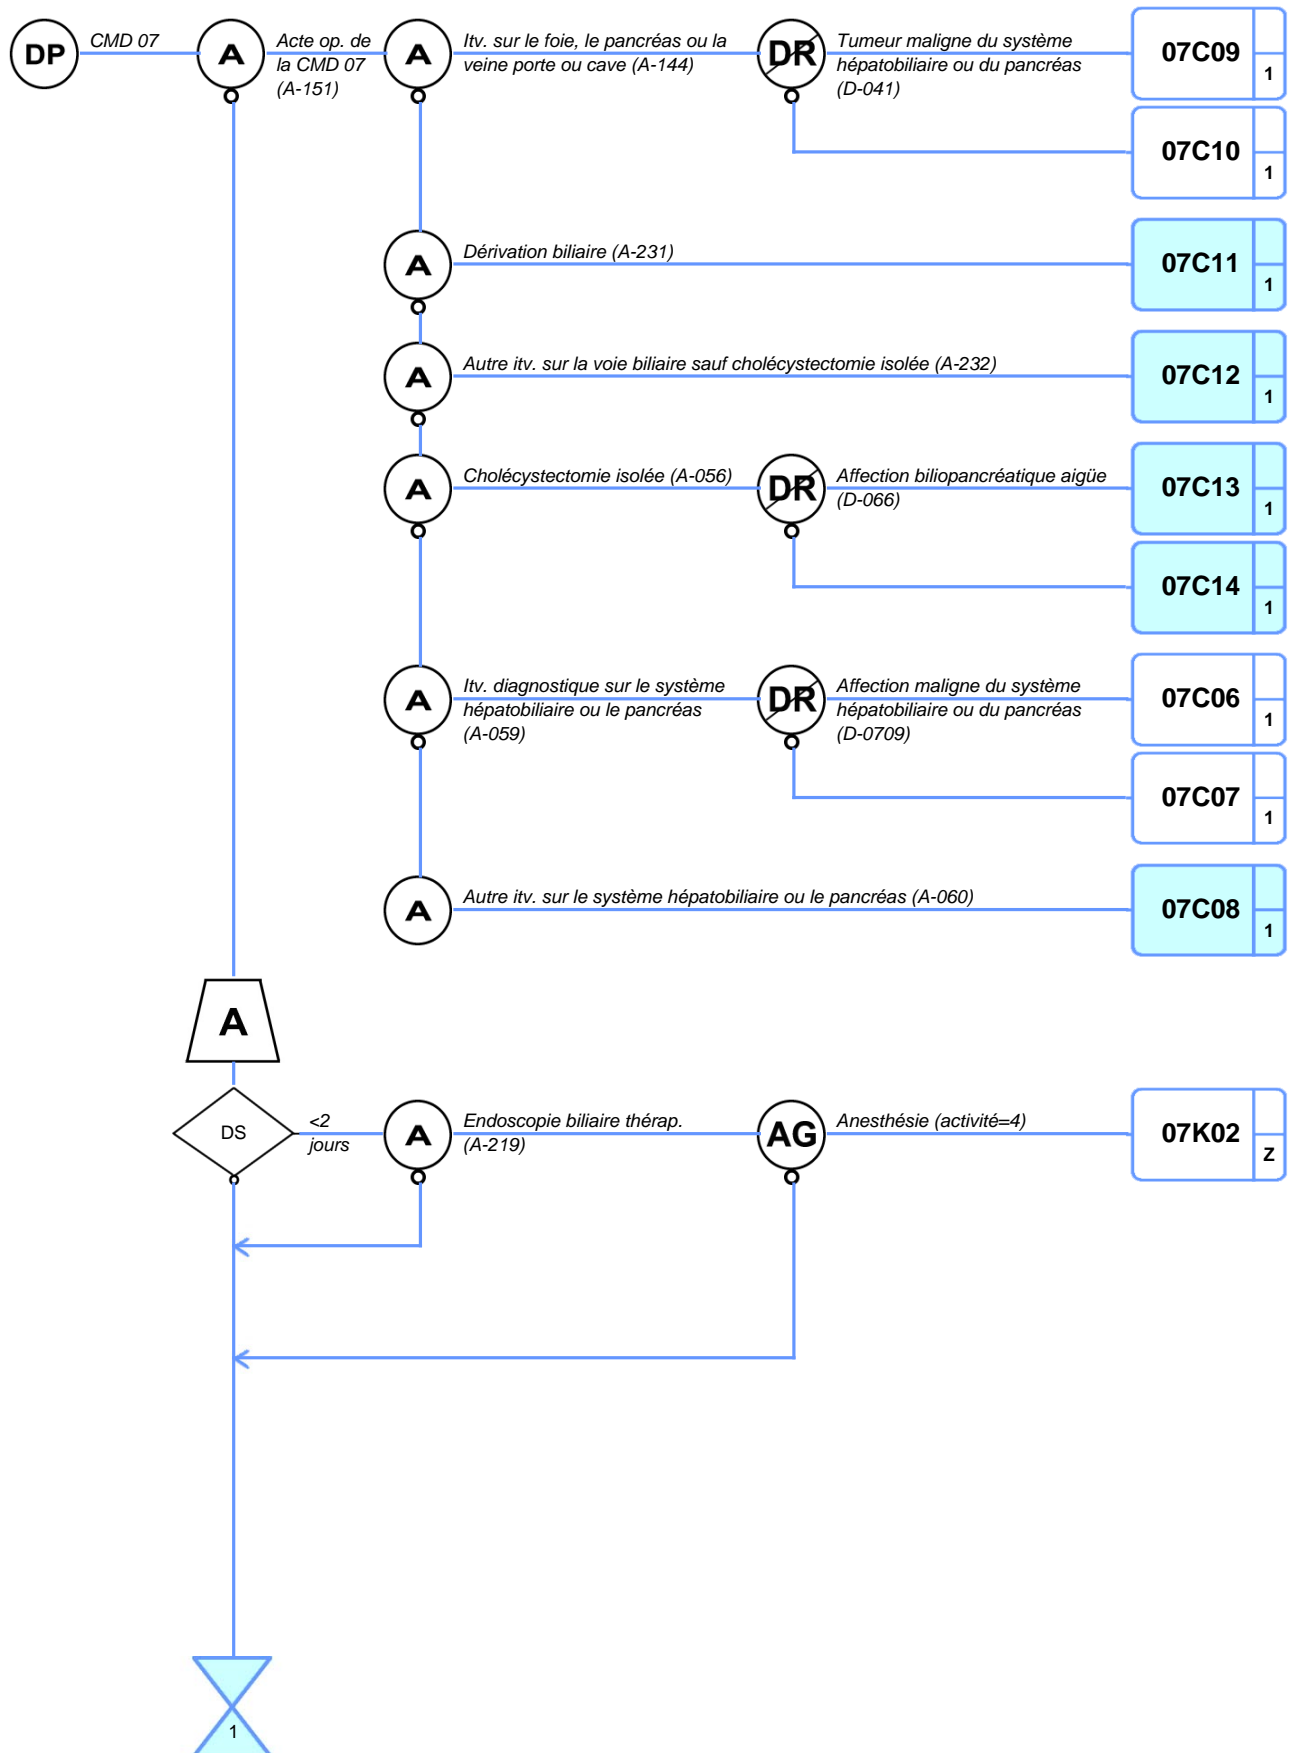 DP
CMD 07
A
Acte op. de
la CMD 07
(A-151)
A
Itv. sur le foie, le pancréas ou la
veine porte ou cave (A-144)
DR
Tumeur maligne du système
hépatobiliaire ou du pancréas
(D-041)
07C09
1
07C10
1
A
Dérivation biliaire (A-231)
07C11
1
A
Autre itv. sur la voie biliaire sauf cholécystectomie isolée (A-232)
07C12
1
A
Cholécystectomie isolée (A-056)
DR
Affection biliopancréatique aigüe
(D-066)
07C13
1
07C14
1
A
Itv. diagnostique sur le système
hépatobiliaire ou le pancréas
(A-059)
DR
Affection maligne du système
hépatobiliaire ou du pancréas
(D-0709)
07C06
1
07C07
1
A
Autre itv. sur le système hépatobiliaire ou le pancréas (A-060)
07C08
1
A
DS
<2
jours
A
Endoscopie biliaire thérap.
(A-219)
AG
Anesthésie (activité=4)
07K02
Z
1